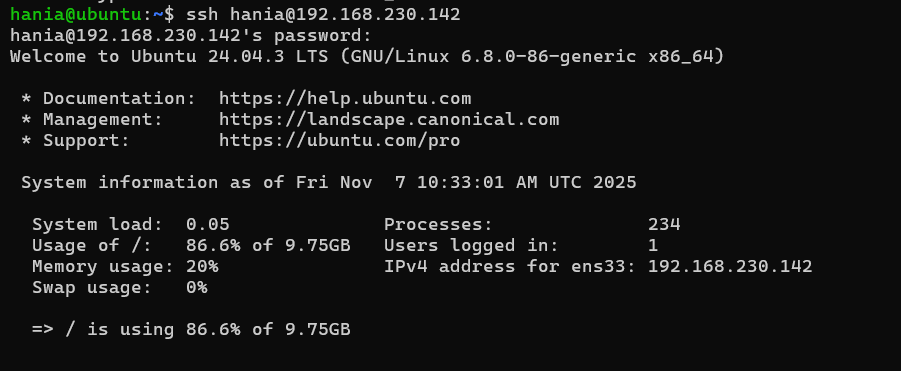 hania@ubuntu:~$ ssh hania@192.168.230.142
hania@192.168.230.142's password:
Welcome to Ubuntu 24.04.3 LTS (GNU/Linux 6.8.0-86-generic x86_64)

 * Documentation:  https://help.ubuntu.com
 * Management:     https://landscape.canonical.com
 * Support:        https://ubuntu.com/pro

 System information as of Fri Nov  7 10:33:01 AM UTC 2025

  System load:  0.05              Processes:              234
  Usage of /:   86.6% of 9.75GB   Users logged in:        1
  Memory usage: 20%               IPv4 address for ens33: 192.168.230.142
  Swap usage:   0%

  => / is using 86.6% of 9.75GB